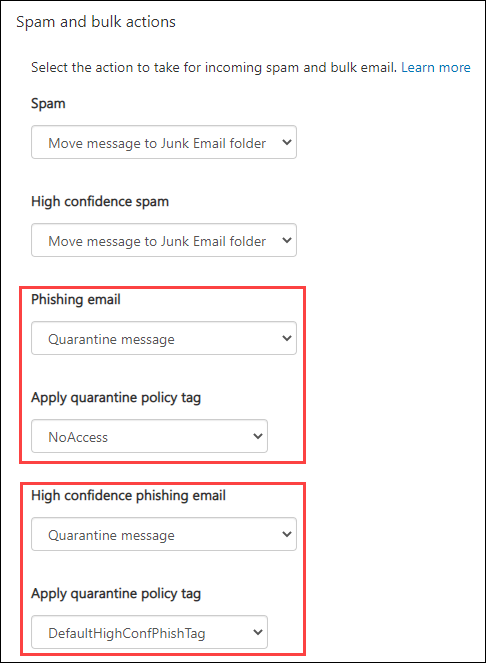 Spam and bulk actions
Select the action to take for incoming spam and bulk email. Learn more
Spam
Move message to Junk Email folder
High confidence spam
Move message to Junk Email folder
Phishing email
Quarantine message
Apply quarantine policy tag
NoAccess
High confidence phishing email
Quarantine message
Apply quarantine policy tag
DefaultHighConfPhishTag